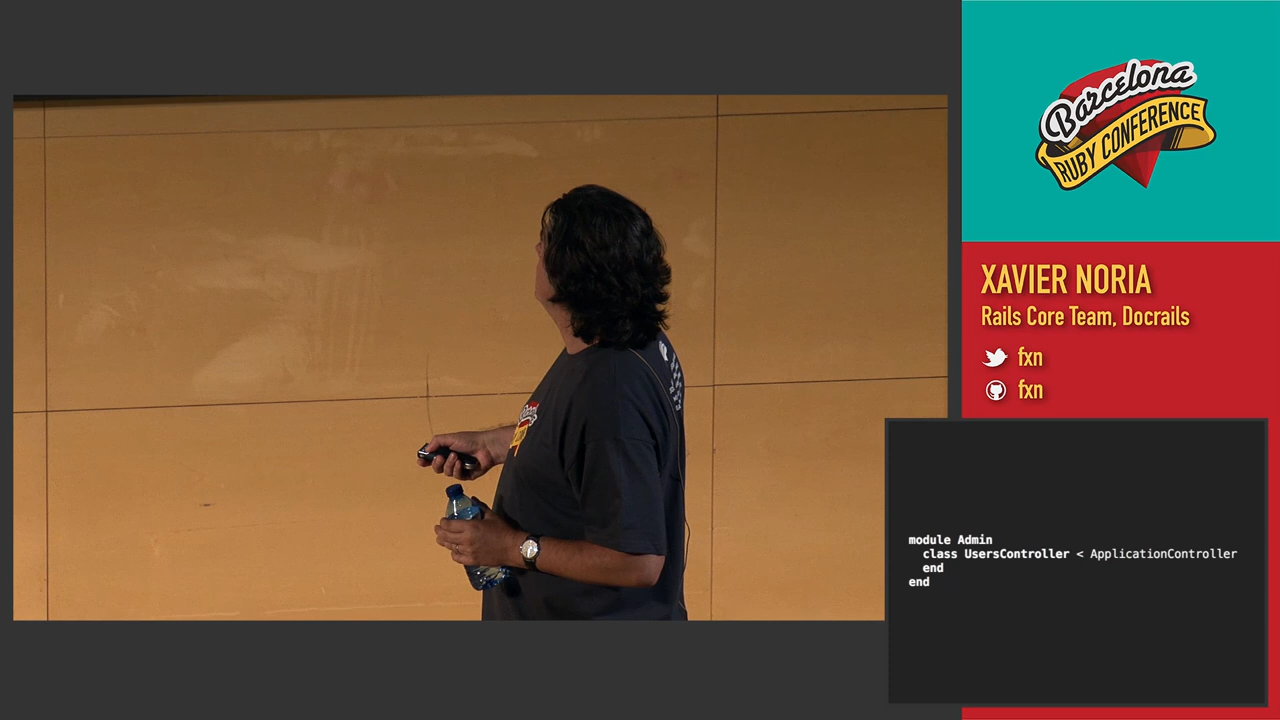 Barcelona
RUBY CONFERENCE
XAVIER NORIA
Rails Core Team, Docrails
fxn
fxn
module Admin
  class UsersController < ApplicationController
  end
end